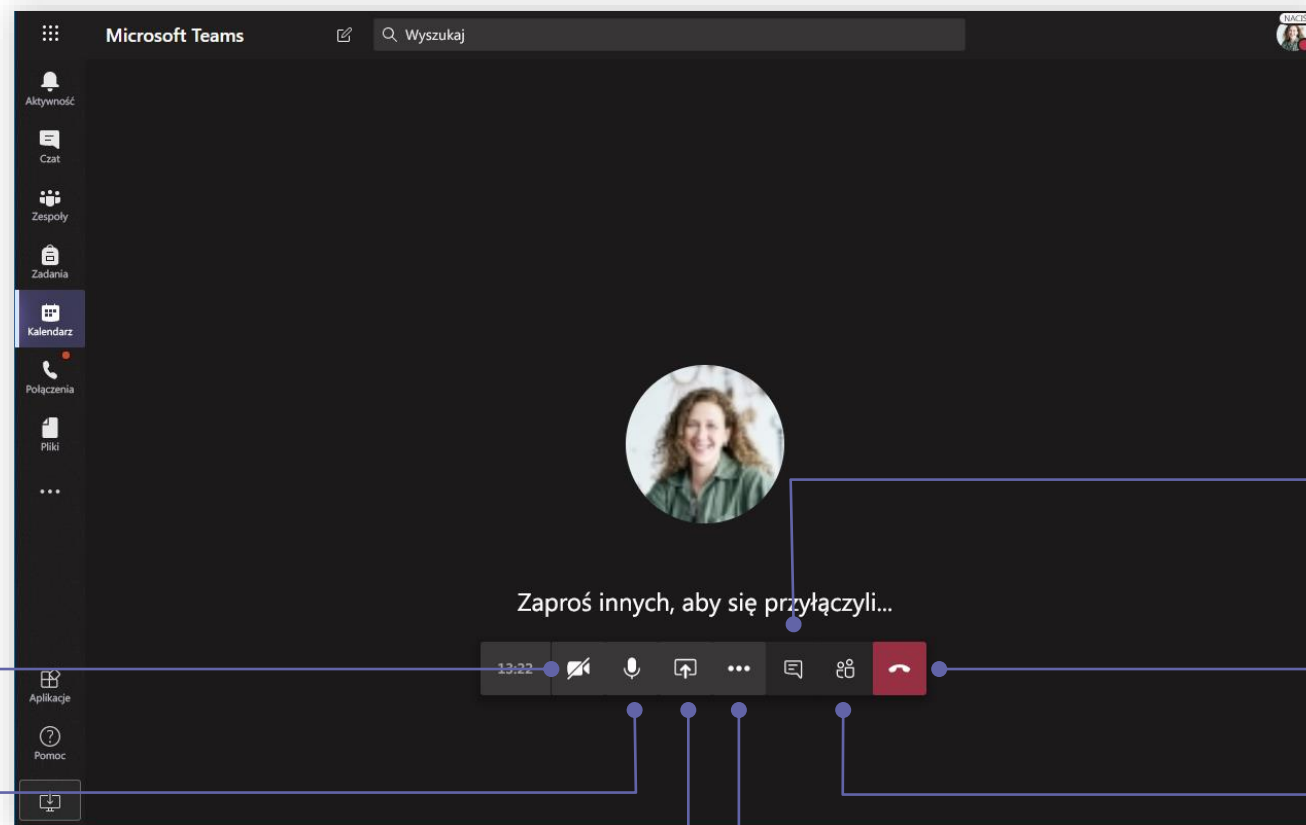 Microsoft Teams
Wyszukaj
Aktywność
Czat
Zespoły
Zadania
Kalendarz
Połączenia
Pliki
Zaproś innych, aby się przyłączyli...
13:22
Aplikacje
Pomoc